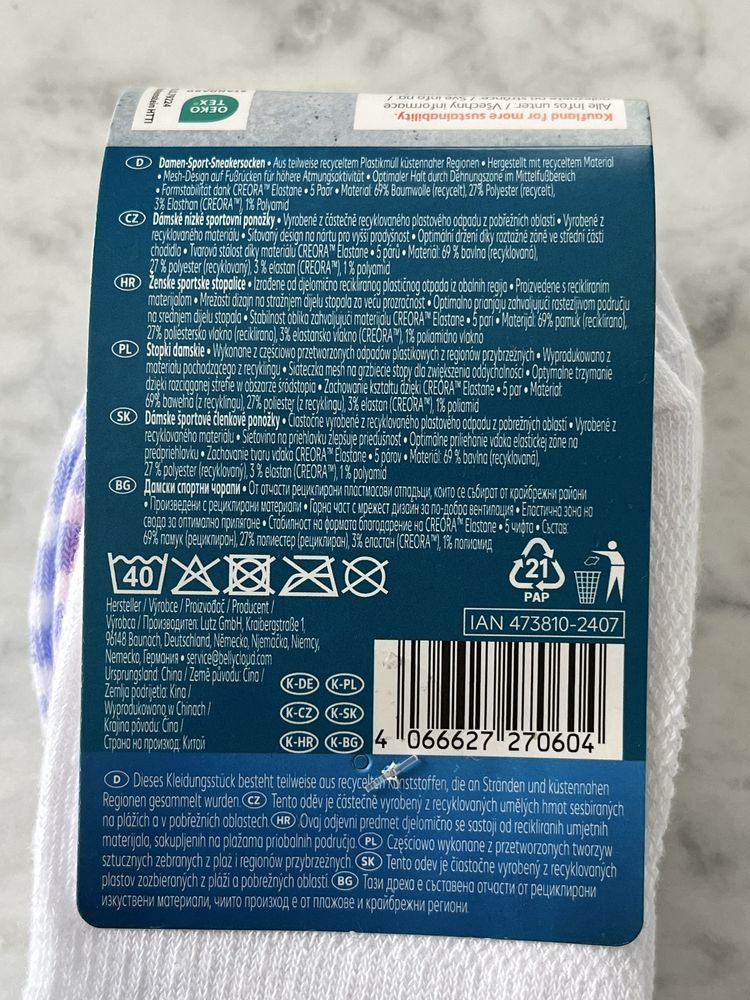 OEKO
TEX®
STANDARD
Kaufland for more sustainability.
Alle Infos unter: / Všechny informace
D Damen-Sport-Sneakersocken • Aus teilweise recyceltem Plastikmüll küstennaher Regionen • Hergestellt mit recyceltem Material
• Mesh-Design auf Fußrücken für höhere Atmungsaktivität • Optimaler Halt durch Dehnungszone im Mittelfußbereich
• Formstabilität dank CREORA™ Elastane • 5 Paar • Material: 69% Baumwolle (recycelt), 27% Polyester (recycelt),
3% Elasthan (CREORA™), 1% Polyamid
CZ Dámské nízké sportovní ponožky • Vyrobené z částečně recyklovaného plastového odpadu z pobřežních oblastí • Vyrobené z
recyklovaného materiálu • Síťovaný design na nártu pro vyšší prodyšnost • Optimální držení díky roztažné zóně ve střední části
chodidla • Tvarová stálost díky materiálu CREORA™ Elastane • 5 párů • Materiál: 69 % bavlna (recyklovaná),
27 % polyester (recyklovaný), 3 % elastan (CREORA™), 1 % polyamid
HR Ženske sportske stopalice • Izrađene od djelomično recikliranog plastičnog otpada iz obalnih regija • Proizvedene s recikliranim
materijalom • Mrežasti dizajn na stražnjem dijelu stopala za veću prozračnost • Optimalno prianjaju zahvaljujući rastezljivom području
na srednjem dijelu stopala • Stabilnost oblika zahvaljujući materijalu CREORA™ Elastane • 5 pari • Materijal: 69% pamuk (reciklirano),
27% poliestersko vlakno (reciklirano), 3% elastansko vlakno (CREORA™), 1% poliamidno vlakno
PL Stopki damskie • Wykonane z częściowo przetworzonych odpadów plastikowych z regionów przybrzeżnych • Wyprodukowano z
materiału pochodzącego z recyklingu • Siateczka mesh na grzbiecie stopy dla zwiększenia oddychalności • Optymalne trzymanie
dzięki rozciąganej strefie w obszarze śródstopia • Zachowanie kształtu dzięki CREORA™ Elastane • 5 par • Materiał:
69% bawełna (z recyklingu), 27% poliester (z recyklingu), 3% elastan (CREORA™), 1% poliamid
SK Dámske športové členkové ponožky • Čiastočne vyrobené z recyklovaného plastového odpadu z pobrežných oblastí • Vyrobené z
recyklovaného materiálu • Sieťovina na priehlavku zlepšuje priedušnosť • Optimálne priliehanie vďaka elastickej zóne na
predpriehlavku • Zachovanie tvaru vďaka CREORA™ Elastane • 5 párov • Materiál: 69 % bavlna (recyklovaná),
27 % polyester (recyklovaný), 3 % elastan (CREORA™), 1 % polyamid
BG Дамски спортни чорапи • От отчасти рециклирани пластмасови отпадъци, които се събират от крайбрежни райони
• Произведени с рециклирани материали • Горна част с мрежест дизайн за по-добра вентилация • Еластична зона на
свода за оптимално прилягане • Стабилност на формата благодарение на CREORA™ Elastane • 5 чифта • Състав:
69% памук (рециклиран), 27% полиестер (рециклиран), 3% еластан (CREORA™), 1% полиамид
40
21
PAP
Hersteller / Výrobce / Proizvođač / Producent /
Výrobca / Производител: Lutz GmbH, Kraibergstraße 1,
96148 Baunach, Deutschland, Německo, Njemačka, Niemcy,
Nemecko, Германия • service@bellycloud.com
Ursprungsland: China / Země původu: Čína /
Zemlja podrijetla: Kina /
Wyprodukowano w Chinach /
Krajina pôvodu: Čína /
Страна на произход: Китай
K-DE K-PL
K-CZ K-SK
K-HR K-BG
IAN 473810-2407
4 066627 270604
D Dieses Kleidungsstück besteht teilweise aus recycelten Kunststoffen, die an Stränden und küstennahen
Regionen gesammelt wurden. CZ Tento oděv je částečně vyrobený z recyklovaných umělých hmot sesbíraných
na plážích a v pobřežních oblastech. HR Ovaj odjevni predmet djelomično se sastoji od recikliranih umjetnih
materijala, sakupljenih na plažama priobalnih područja. PL Częściowo wykonane z przetworzonych tworzyw
sztucznych zebranych z plaż i regionów przybrzeżnych. SK Tento odev je čiastočne vyrobený z recyklovaných
plastov zozbieraných z pláží a pobrežných oblastí. BG Тази дреха е съставена отчасти от рециклирани
изкуствени материали, чиито произход е от плажове и крайбрежни региони.